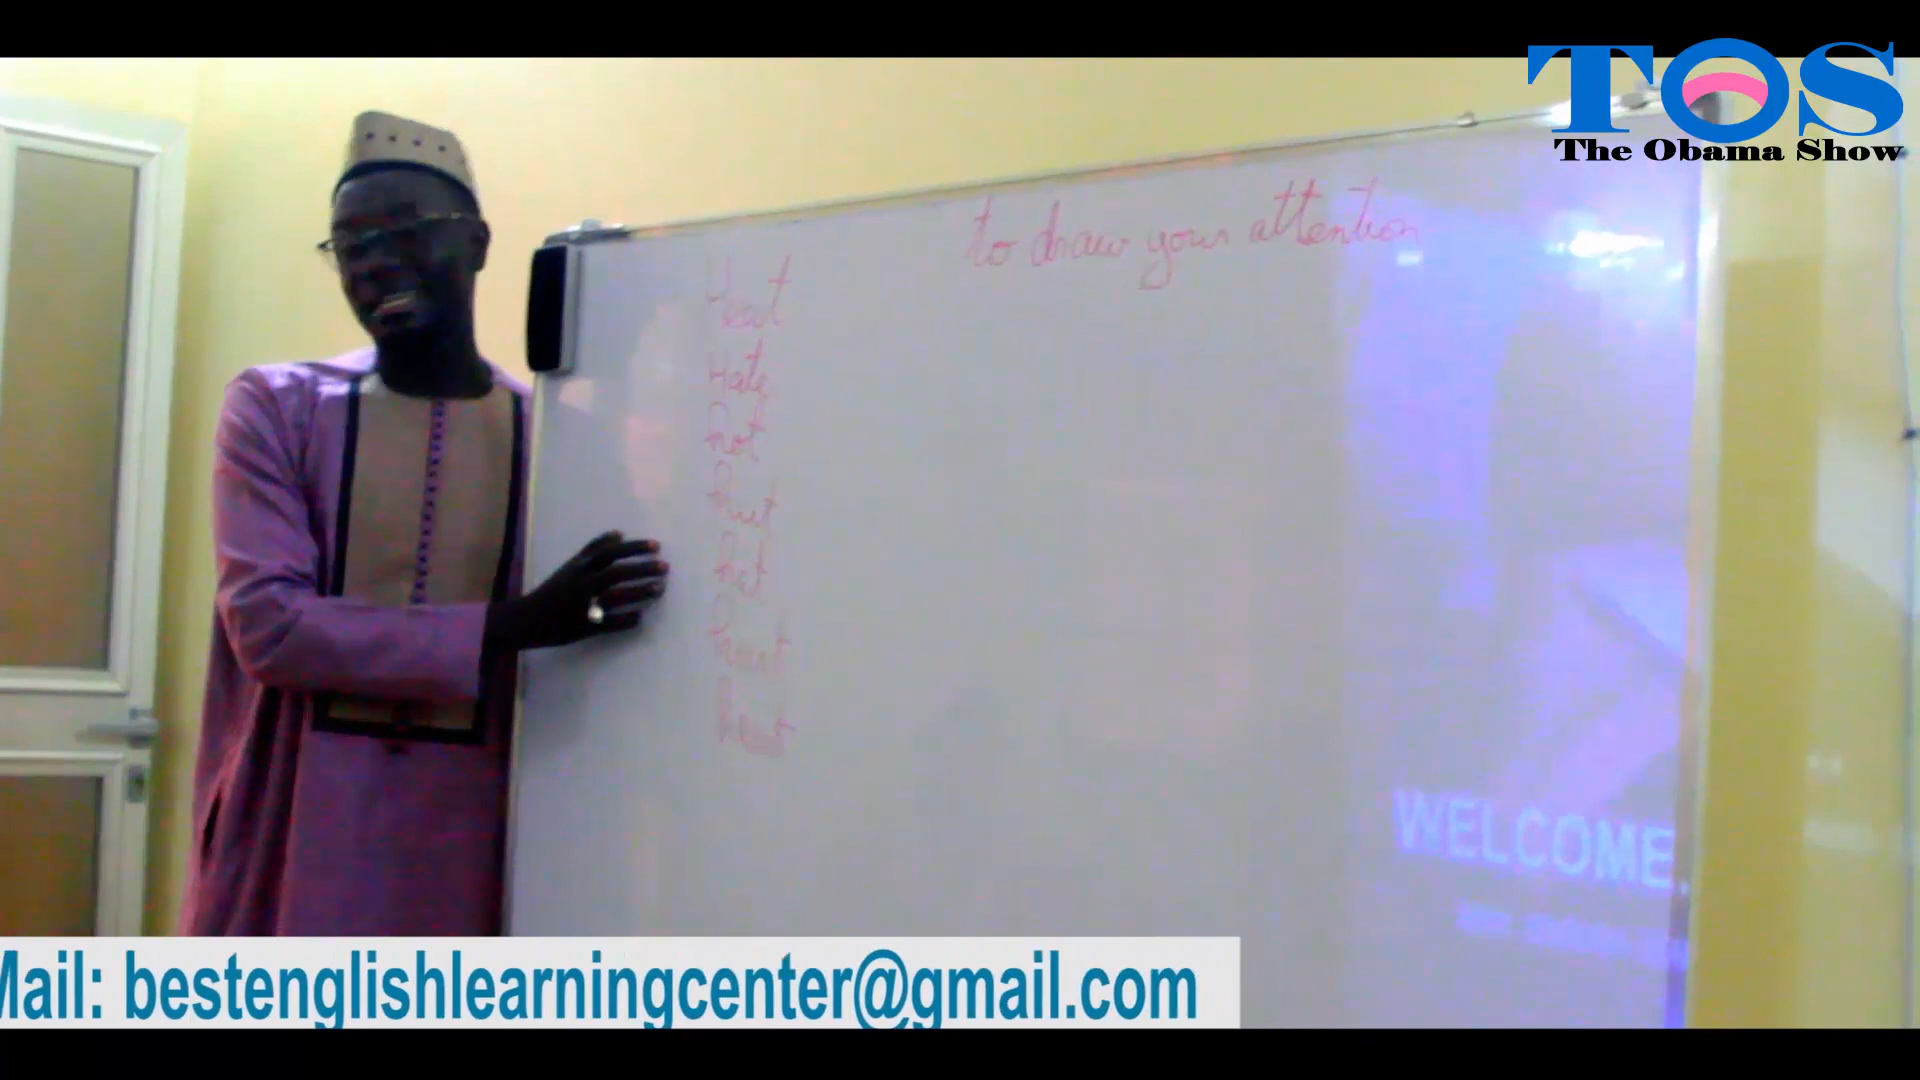 TOS
The Obama Show
to draw your attention
Heat
Hate
hot
hut
hat
hurt
WELCOME.
Mail: bestenglishlearningcenter@gmail.com